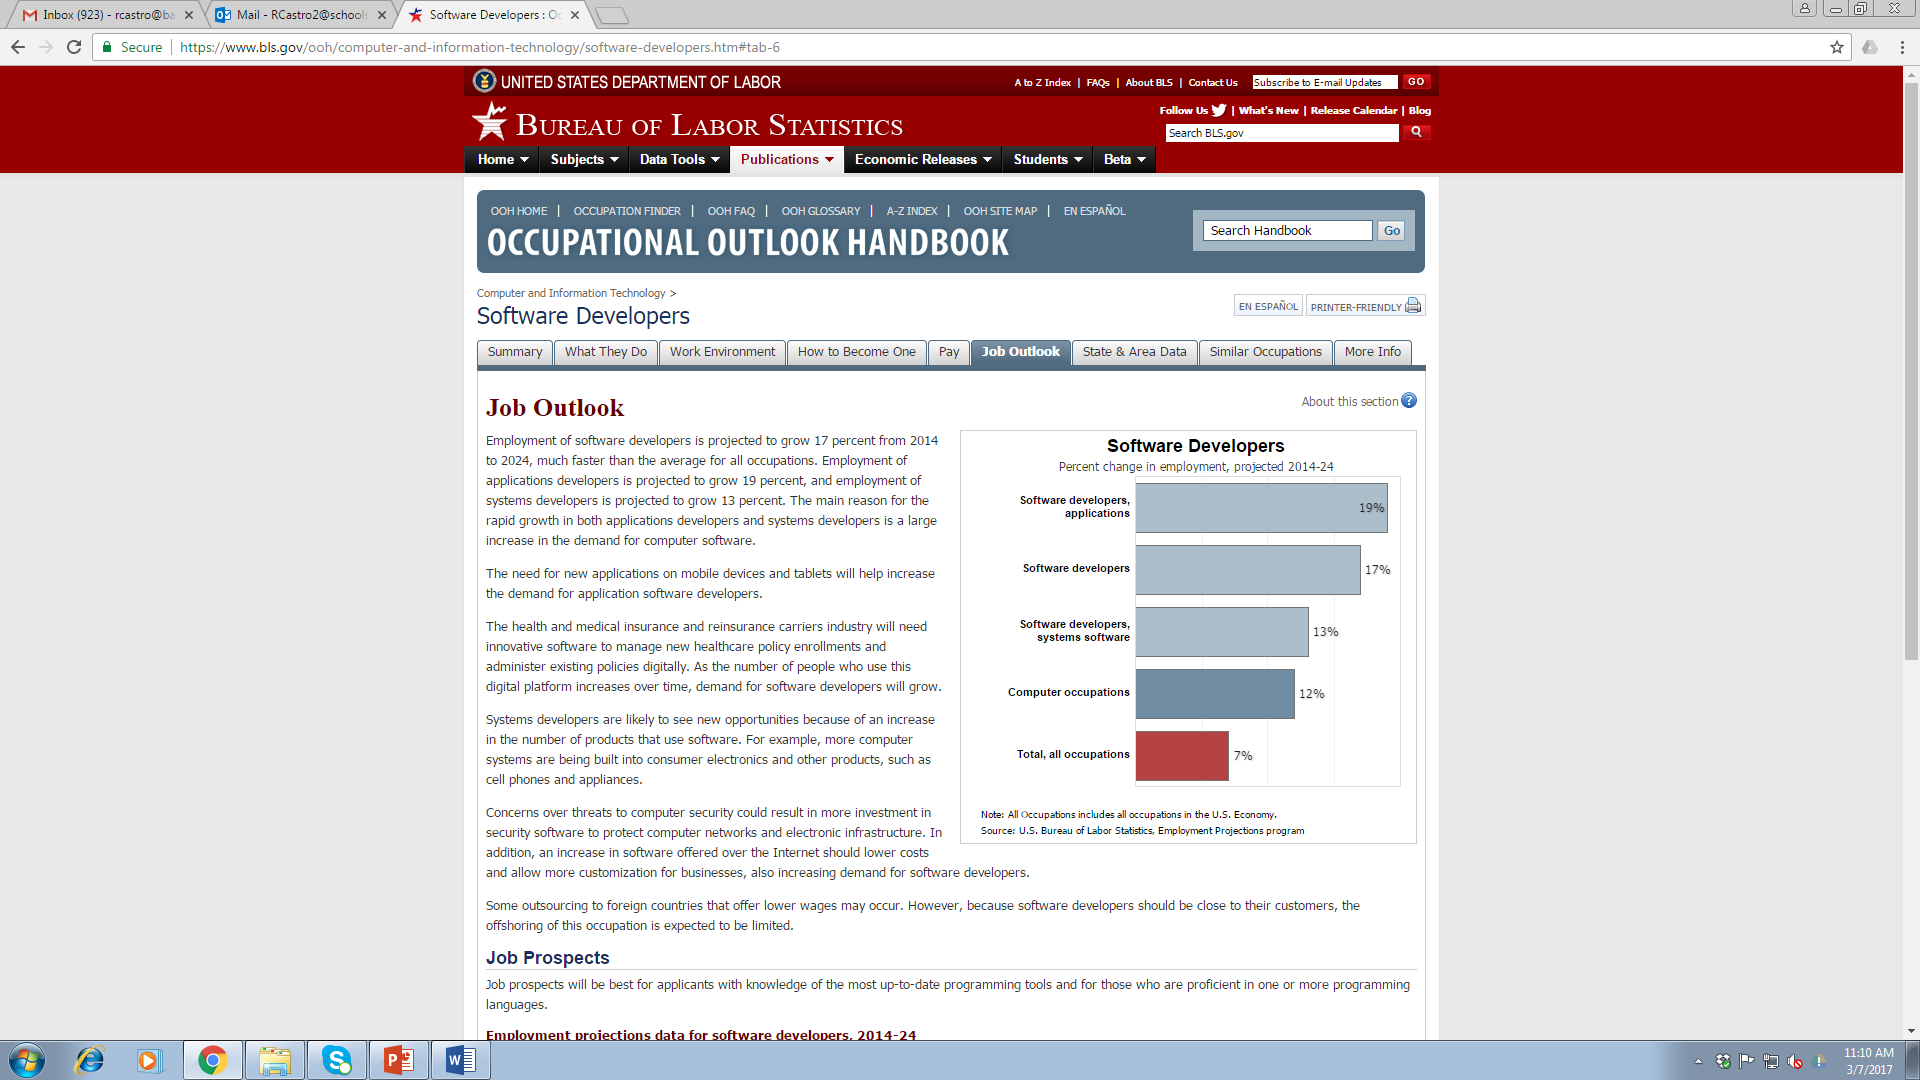 Inbox (923) - rcastro@ba
Mail - RCastro2@schools
Software Developers : Oc
Secure | https://www.bls.gov/ooh/computer-and-information-technology/software-developers.htm#tab-6
UNITED STATES DEPARTMENT OF LABOR
A to Z Index | FAQs | About BLS | Contact Us
Subscribe to E-mail Updates GO
Follow Us | What's New | Release Calendar | Blog
BUREAU OF LABOR STATISTICS
Search BLS.gov
Home Subjects Data Tools Publications Economic Releases Students Beta
OOH HOME | OCCUPATION FINDER | OOH FAQ | OOH GLOSSARY | A-Z INDEX | OOH SITE MAP | EN ESPAÑOL
OCCUPATIONAL OUTLOOK HANDBOOK
Search Handbook Go
Computer and Information Technology >
Software Developers
EN ESPAÑOL PRINTER-FRIENDLY
Summary What They Do Work Environment How to Become One Pay Job Outlook State & Area Data Similar Occupations More Info
Job Outlook
About this section ?
Employment of software developers is projected to grow 17 percent from 2014
to 2024, much faster than the average for all occupations. Employment of
applications developers is projected to grow 19 percent, and employment of
systems developers is projected to grow 13 percent. The main reason for the
rapid growth in both applications developers and systems developers is a large
increase in the demand for computer software.
The need for new applications on mobile devices and tablets will help increase
the demand for application software developers.
The health and medical insurance and reinsurance carriers industry will need
innovative software to manage new healthcare policy enrollments and
administer existing policies digitally. As the number of people who use this
digital platform increases over time, demand for software developers will grow.
Systems developers are likely to see new opportunities because of an increase
in the number of products that use software. For example, more computer
systems are being built into consumer electronics and other products, such as
cell phones and appliances.
Concerns over threats to computer security could result in more investment in
security software to protect computer networks and electronic infrastructure. In
addition, an increase in software offered over the Internet should lower costs
and allow more customization for businesses, also increasing demand for software developers.
Software Developers
Percent change in employment, projected 2014-24
Software developers,
applications
19%
Software developers
17%
Software developers,
systems software
13%
Computer occupations
12%
Total, all occupations
7%
Note: All Occupations includes all occupations in the U.S. Economy.
Source: U.S. Bureau of Labor Statistics, Employment Projections program
Some outsourcing to foreign countries that offer lower wages may occur. However, because software developers should be close to their customers, the
offshoring of this occupation is expected to be limited.
Job Prospects
Job prospects will be best for applicants with knowledge of the most up-to-date programming tools and for those who are proficient in one or more programming
languages.
Employment projections data for software developers, 2014-24
11:10 AM
3/7/2017